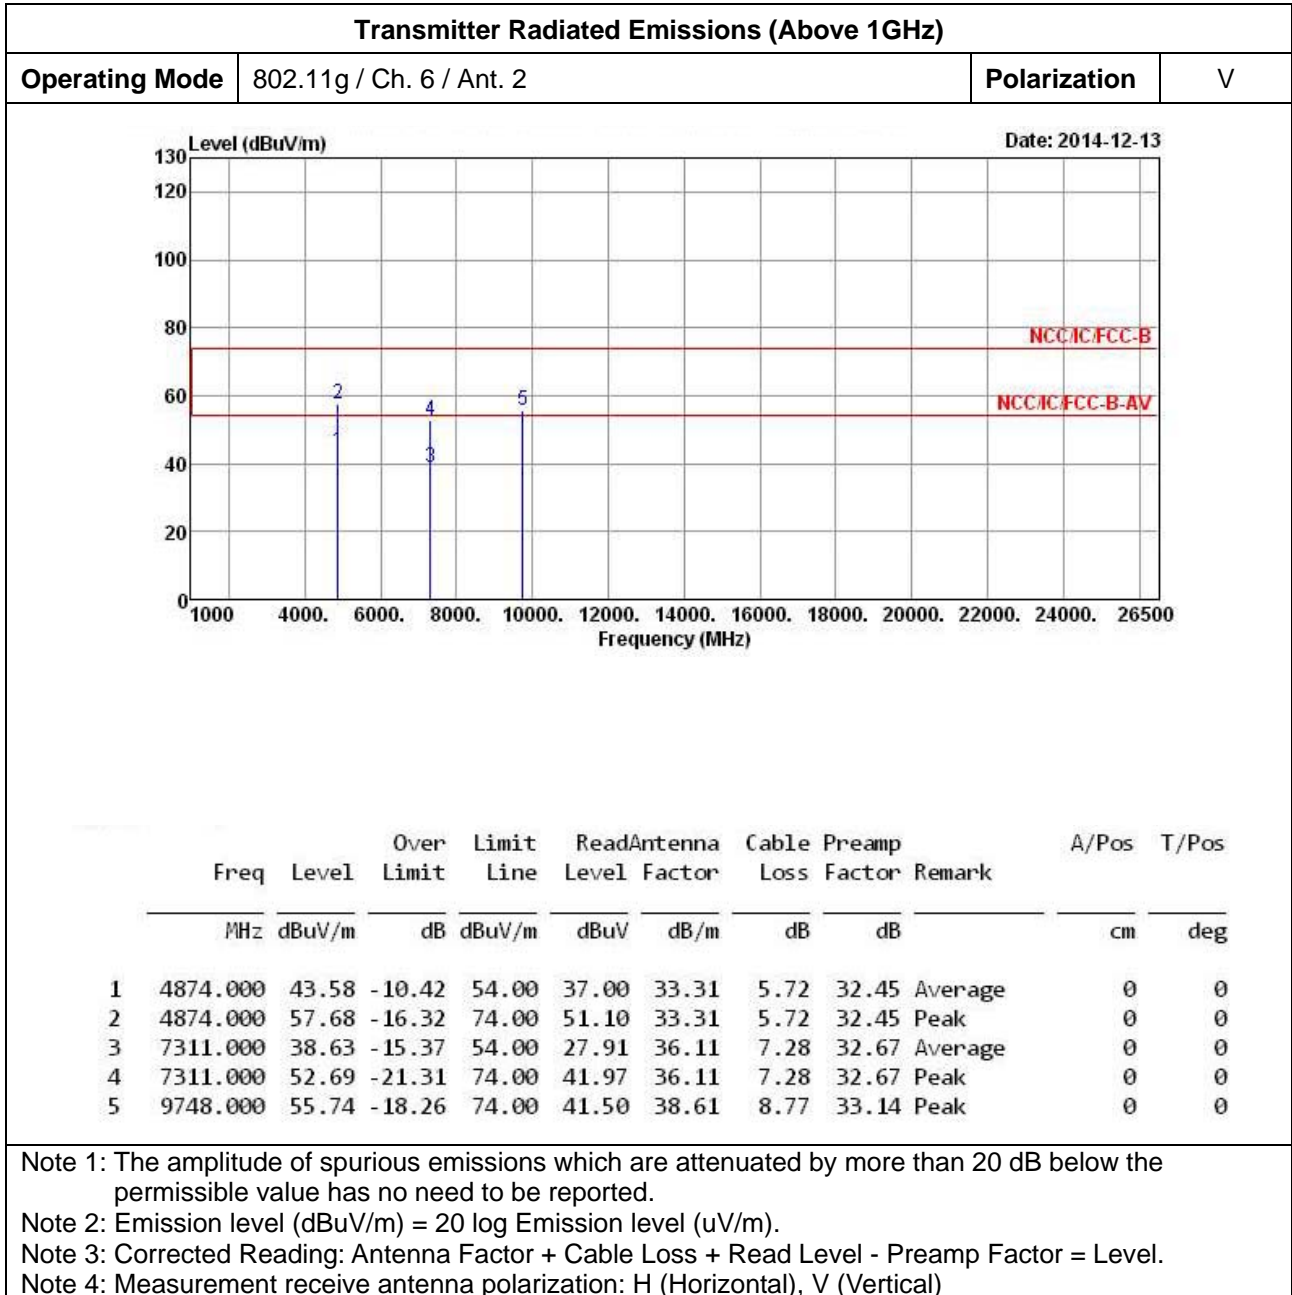 Transmitter Radiated Emissions (Above 1GHz)
Operating Mode 802.11g / Ch. 6 / Ant. 2 Polarization V
Level (dBuV/m) Date: 2014-12-13
130
120
100
80
NCC/IC/FCC-B
60
2
4
5
NCC/IC/FCC-B-AV
1
3
40
20
0
1000 4000. 6000. 8000. 10000. 12000. 14000. 16000. 18000. 20000. 22000. 24000. 26500
Frequency (MHz)
Over Limit ReadAntenna Cable Preamp A/Pos T/Pos
Freq Level Limit Line Level Factor Loss Factor Remark
MHz dBuV/m dB dBuV/m dBuV dB/m dB dB cm deg
1 4874.000 43.58 -10.42 54.00 37.00 33.31 5.72 32.45 Average 0 0
2 4874.000 57.68 -16.32 74.00 51.10 33.31 5.72 32.45 Peak 0 0
3 7311.000 38.63 -15.37 54.00 27.91 36.11 7.28 32.67 Average 0 0
4 7311.000 52.69 -21.31 74.00 41.97 36.11 7.28 32.67 Peak 0 0
5 9748.000 55.74 -18.26 74.00 41.50 38.61 8.77 33.14 Peak 0 0
Note 1: The amplitude of spurious emissions which are attenuated by more than 20 dB below the
permissible value has no need to be reported.
Note 2: Emission level (dBuV/m) = 20 log Emission level (uV/m).
Note 3: Corrected Reading: Antenna Factor + Cable Loss + Read Level - Preamp Factor = Level.
Note 4: Measurement receive antenna polarization: H (Horizontal), V (Vertical)